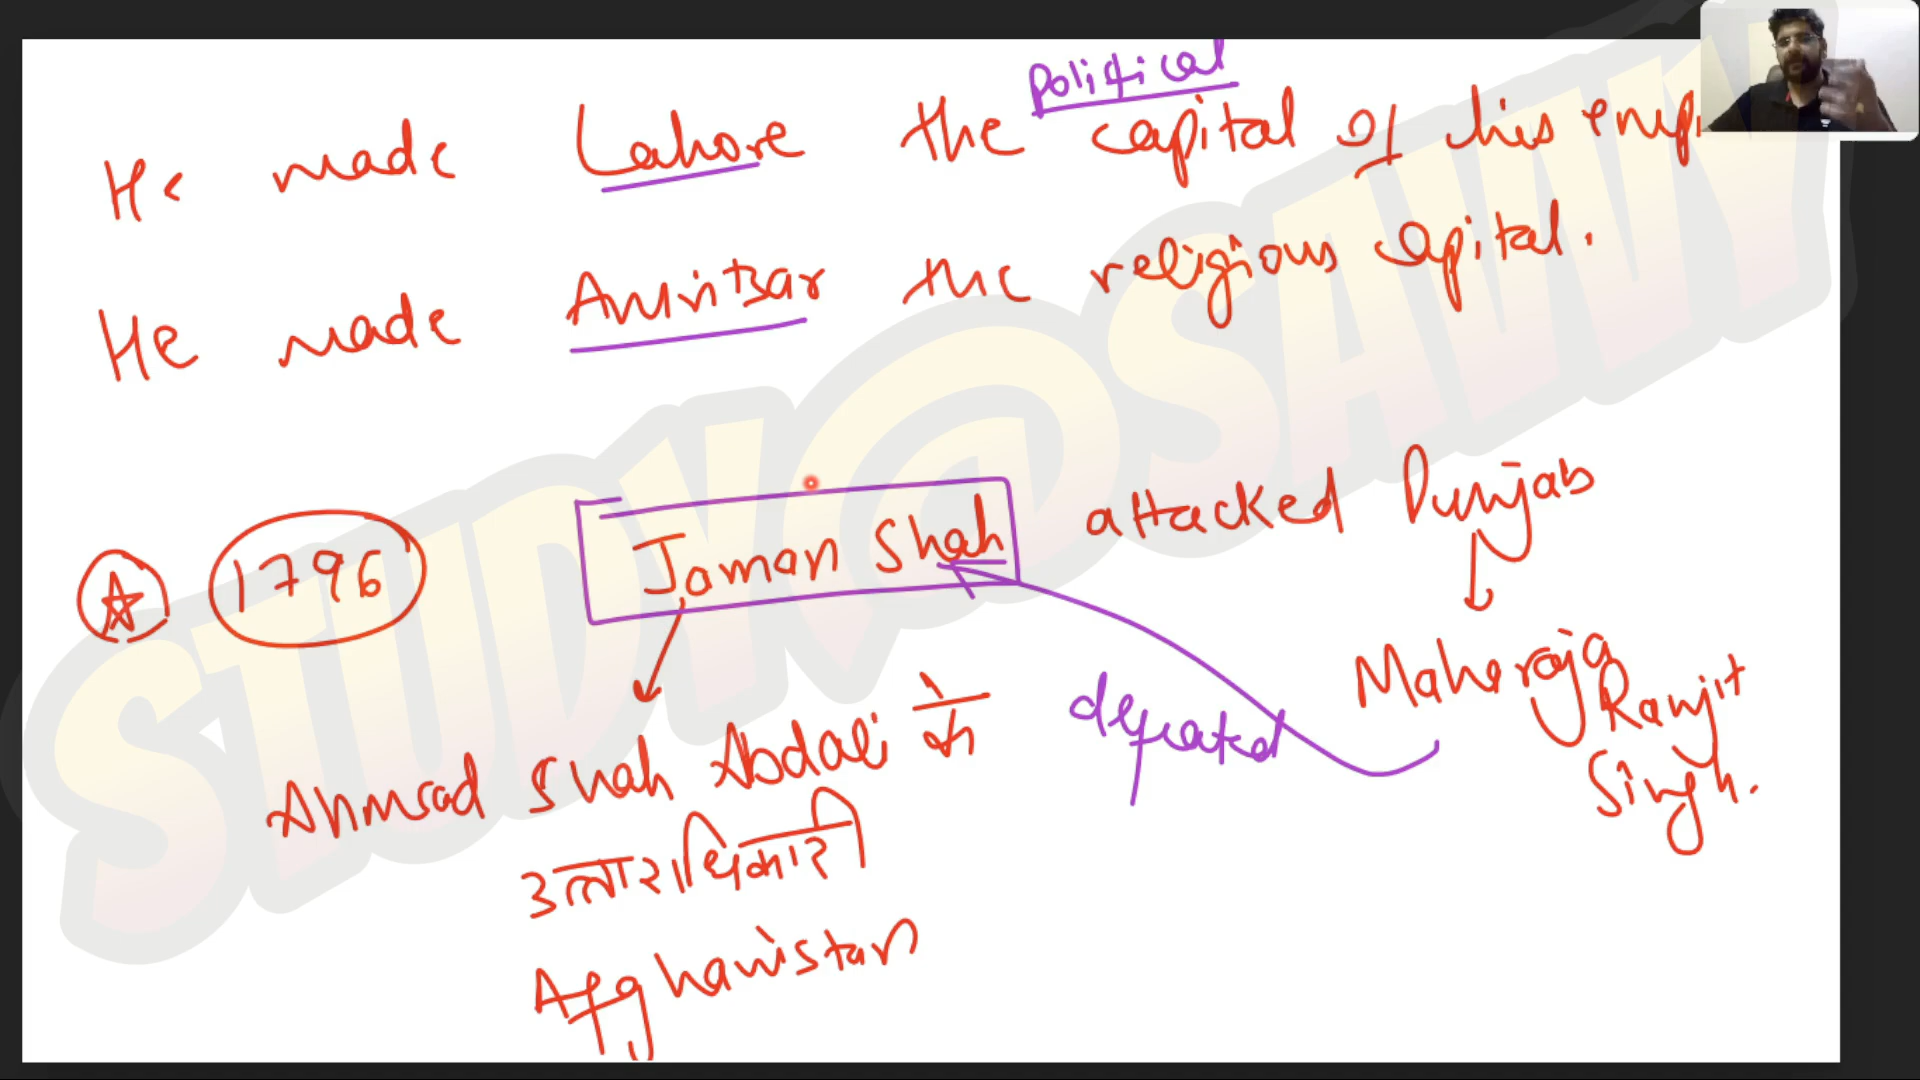 Political
He made Lahore the capital of his emp
He made Amritsar the religious capital.
1796 Jaman Shah attacked Punjab
Maharaja
Ranjit
Singh.
defeated
Ahmad Shah Abdali के
उत्तराधिकारी
Afghanistan
STUDY@SAVVY